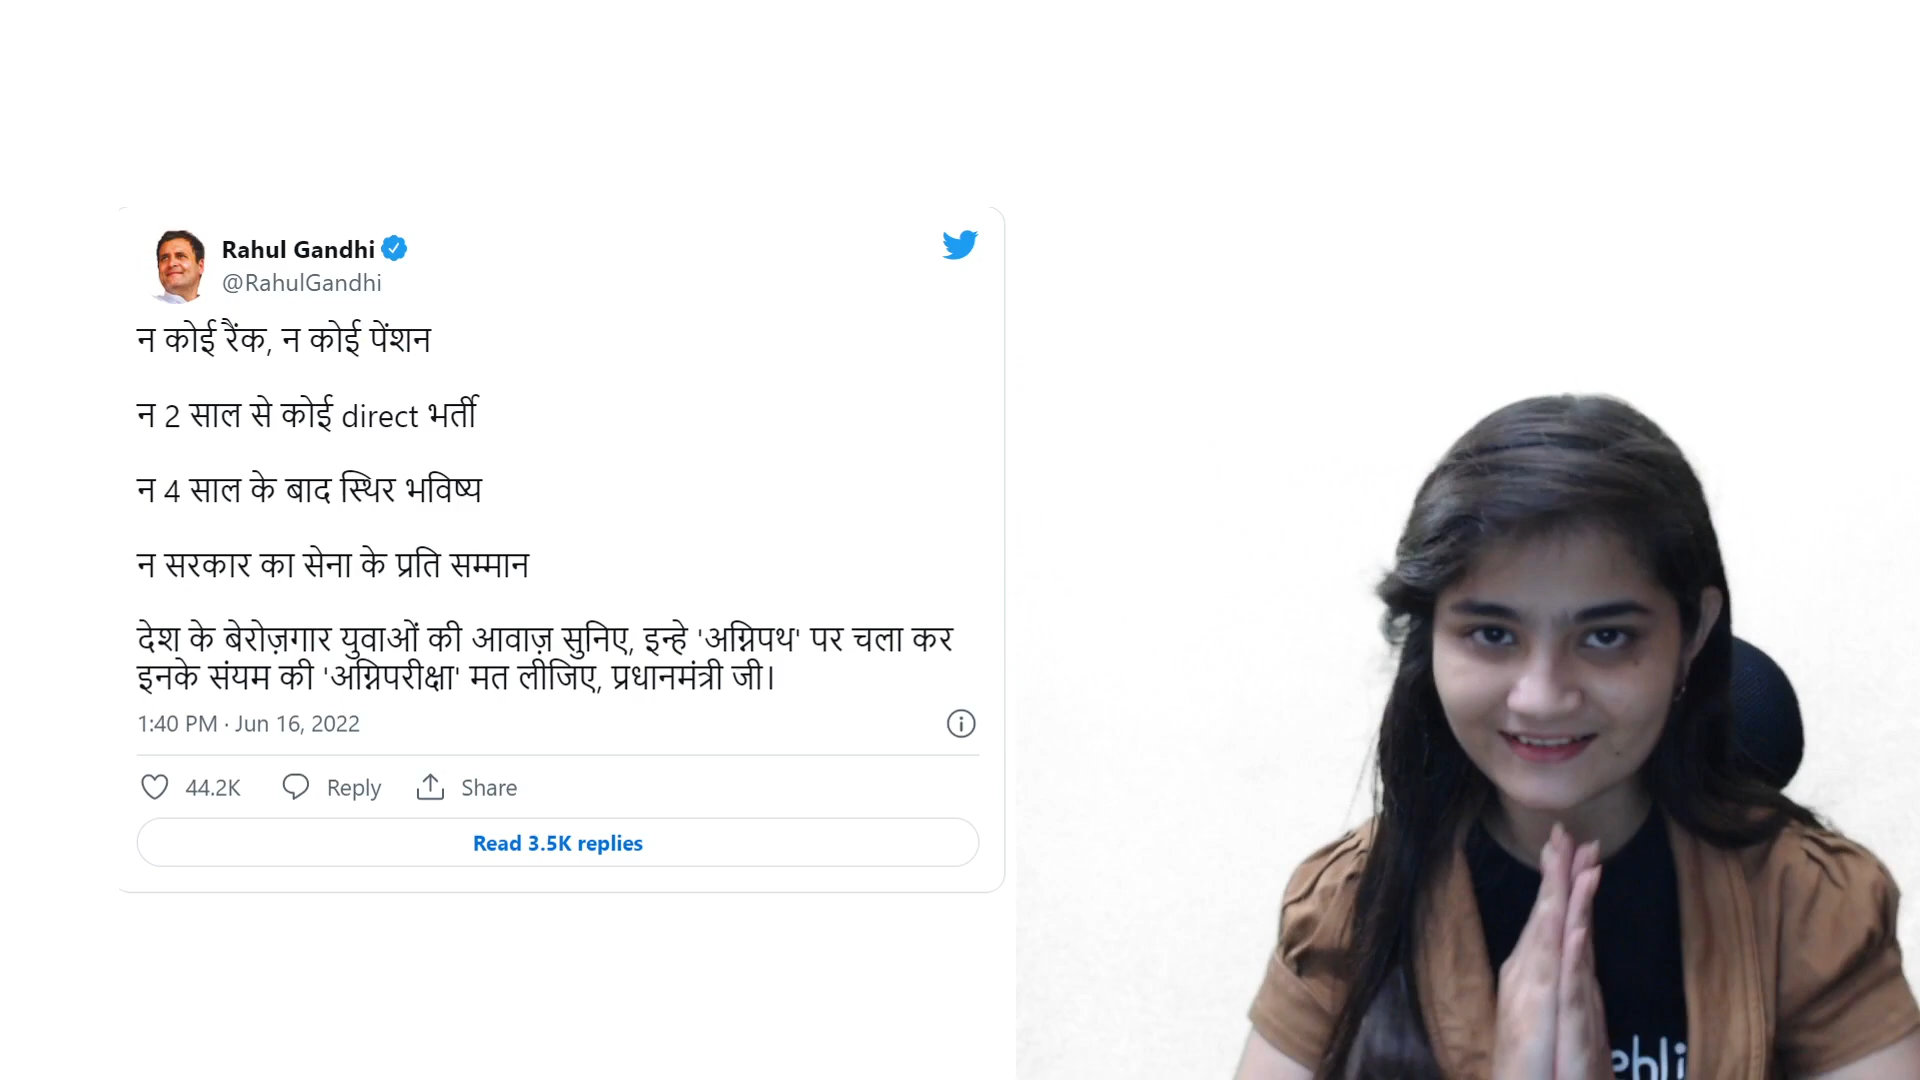 Rahul Gandhi
@RahulGandhi
न कोई रैंक, न कोई पेंशन
न 2 साल से कोई direct भर्ती
न 4 साल के बाद स्थिर भविष्य
न सरकार का सेना के प्रति सम्मान
देश के बेरोज़गार युवाओं की आवाज़ सुनिए, इन्हे 'अग्निपथ' पर चला कर
इनके संयम की 'अग्निपरीक्षा' मत लीजिए, प्रधानमंत्री जी।
1:40 PM · Jun 16, 2022
44.2K Reply Share
Read 3.5K replies